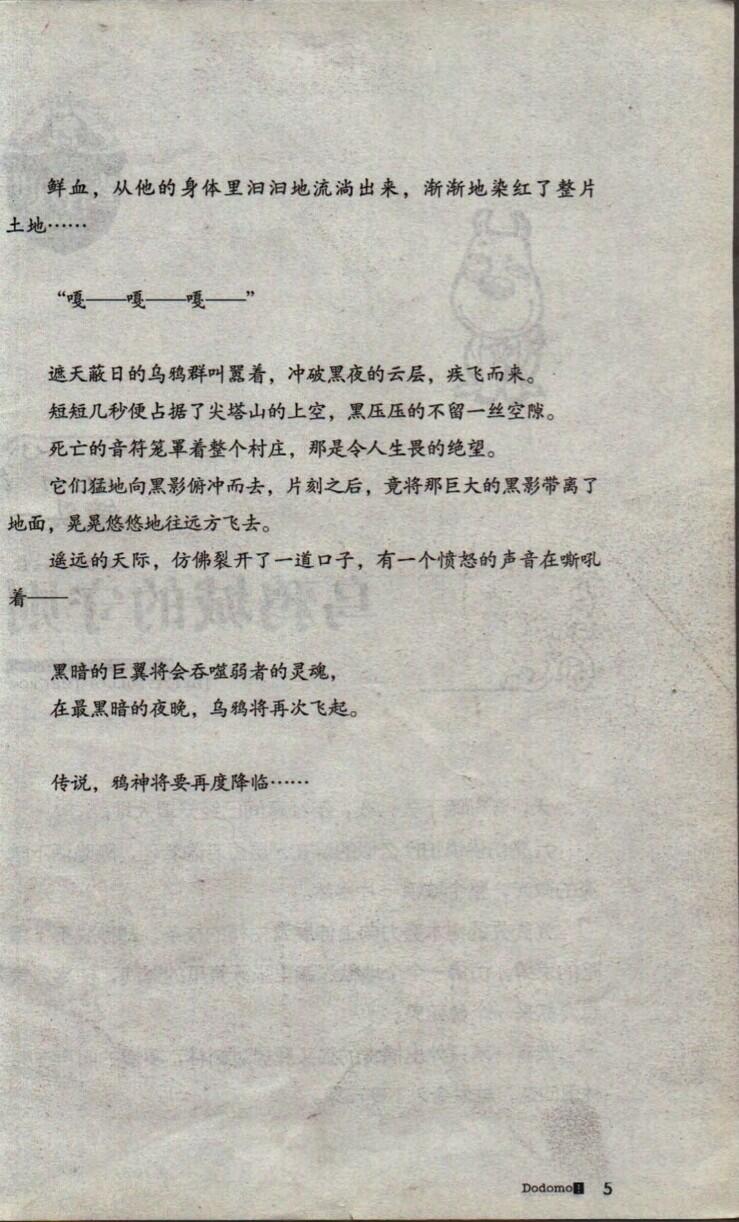 鲜血，从他的身体里汩汩地流淌出来，渐渐地染红了整片
土地……
“嘎——嘎——嘎——”
遮天蔽日的乌鸦群叫嚣着，冲破黑夜的云层，疾飞而来。
短短几秒便占据了尖塔山的上空，黑压压的不留一丝空隙。
死亡的音符笼罩着整个村庄，那是令人生畏的绝望。
它们猛地向黑影俯冲而去，片刻之后，竟将那巨大的黑影带离了
地面，晃晃悠悠地往远方飞去。
遥远的天际，仿佛裂开了一道口子，有一个愤怒的声音在嘶吼
着——
黑暗的巨翼将会吞噬弱者的灵魂，
在最黑暗的夜晚，乌鸦将再次飞起。
传说，鸦神将要再度降临……
Dodomo! 5